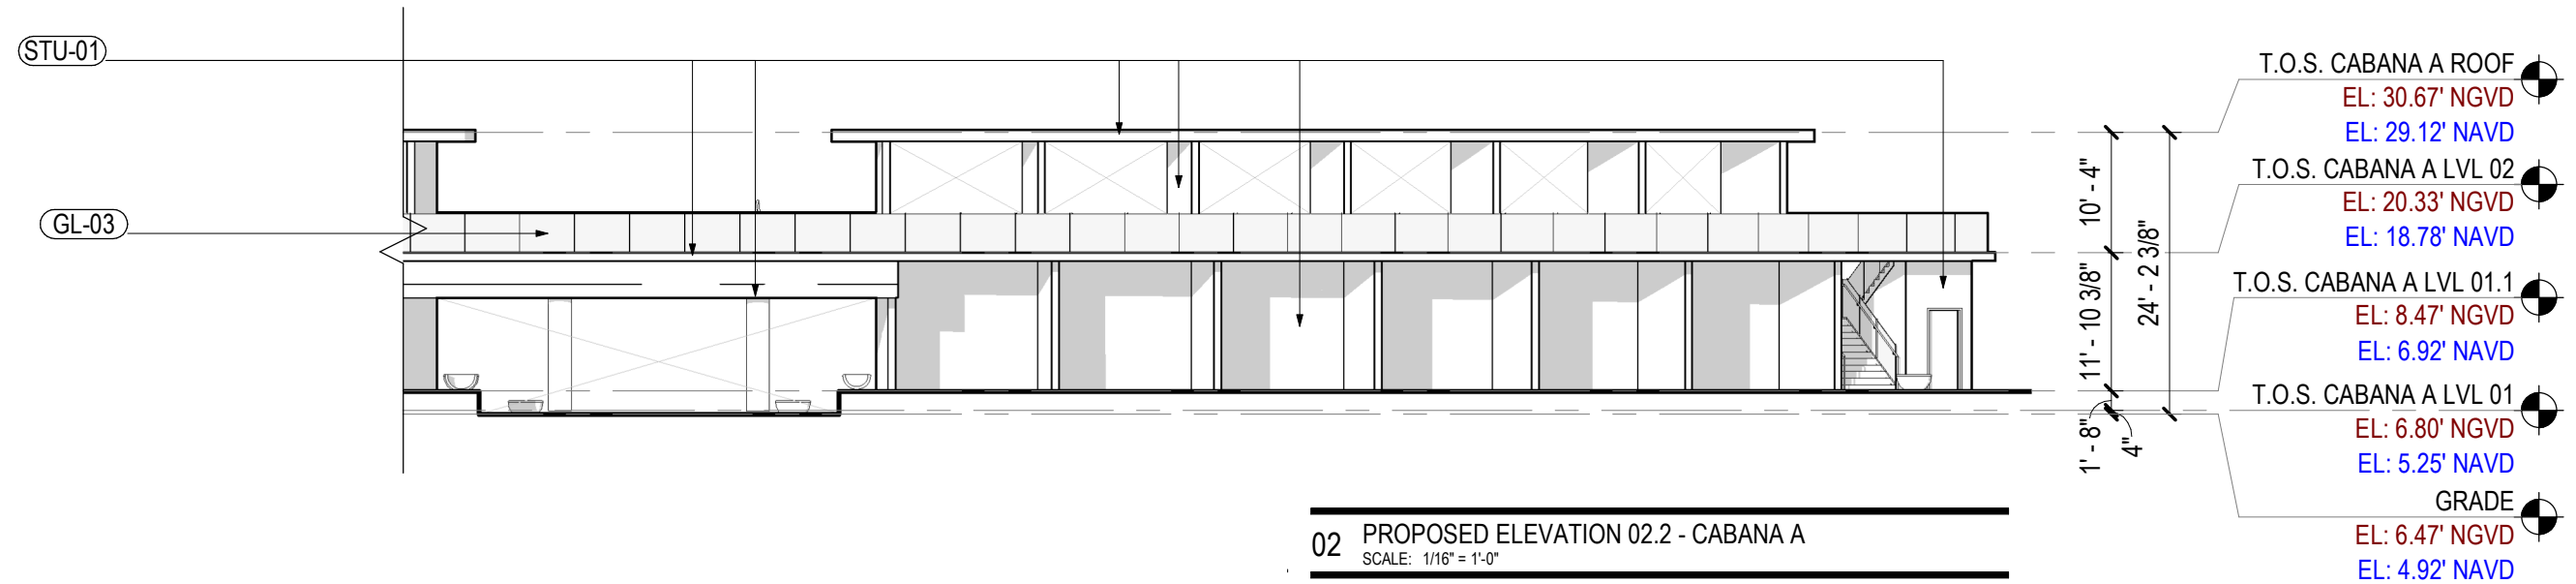 STU-01
GL-03
T.O.S. CABANA A ROOF
EL: 30.67' NGVD
EL: 29.12' NAVD
T.O.S. CABANA A LVL 02
EL: 20.33' NGVD
EL: 18.78' NAVD
T.O.S. CABANA A LVL 01.1
EL: 8.47' NGVD
EL: 6.92' NAVD
T.O.S. CABANA A LVL 01
EL: 6.80' NGVD
EL: 5.25' NAVD
GRADE
EL: 6.47' NGVD
EL: 4.92' NAVD
10' - 4"
11' - 10 3/8"
24' - 2 3/8"
1' - 8"
4"
02 PROPOSED ELEVATION 02.2 - CABANA A
SCALE: 1/16" = 1'-0"